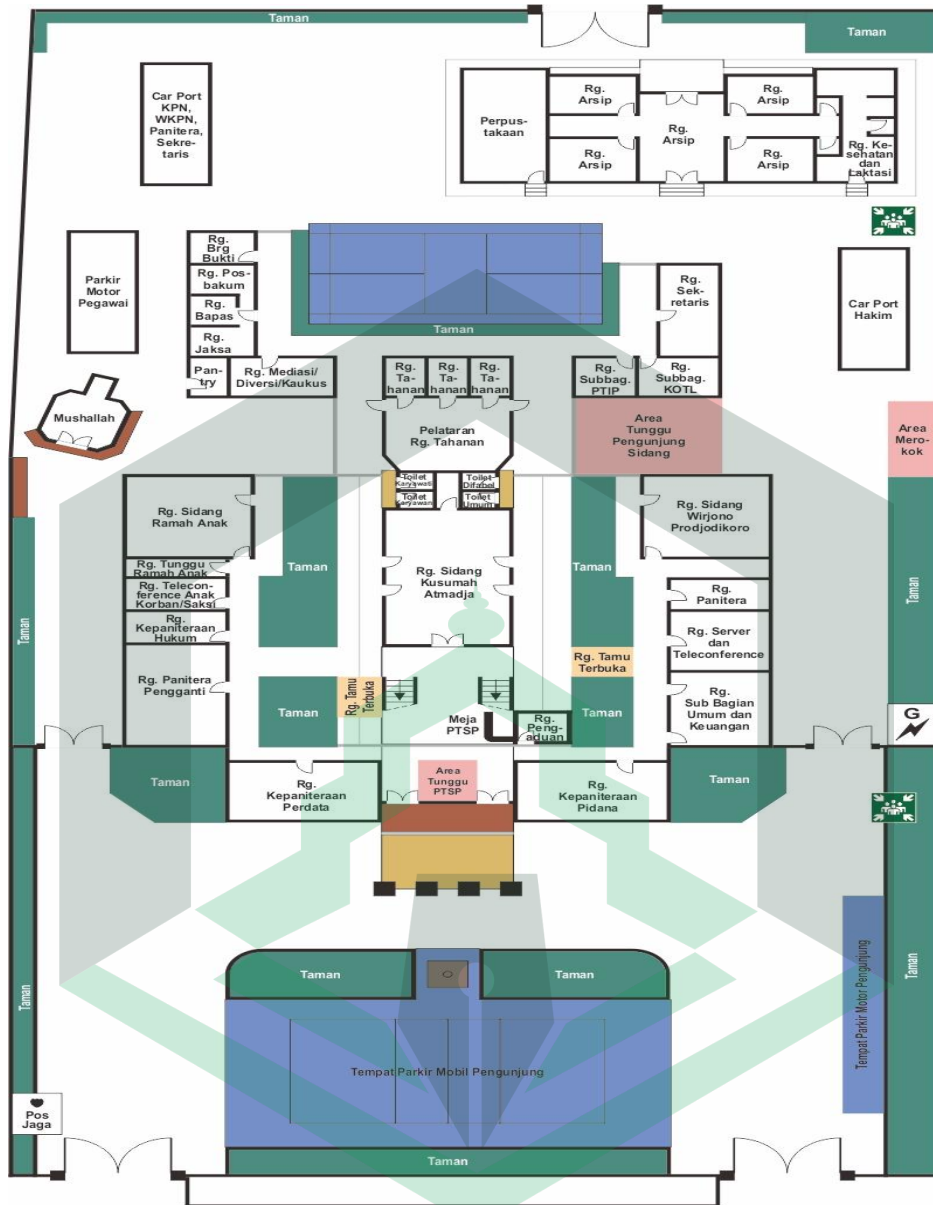 Taman
Taman
Car Port
KPN,
WKPN,
Panitera,
Sekre-
taris
Perpus-
takaan
Rg.
Arsip
Rg.
Arsip
Rg.
Arsip
Rg.
Arsip
Rg.
Arsip
Rg. Ke-
sehatan
dan
Laktasi
Parkir
Motor
Pegawai
Rg.
Brg
Bukti
Rg. Pos-
bakum
Rg.
Bapas
Rg.
Jaksa
Pan-
try
Rg. Mediasi/
Diversi/Kaukus
Taman
Rg.
Sek-
retaris
Car Port
Hakim
Rg.
Ta-
hanan
Rg.
Ta-
hanan
Rg.
Ta-
hanan
Rg.
Subbag.
PTIP
Rg.
Subbag.
KOTL
Mushallah
Pelataran
Rg. Tahanan
Area
Tunggu
Pengunjung
Sidang
Area
Mero-
kok
Toilet
Karyawati
Toilet
Difabel
Toilet
Karyawan
Toilet
Umum
Rg. Sidang
Ramah Anak
Taman
Rg. Sidang
Kusumah
Atmadja
Taman
Rg. Sidang
Wirjono
Prodjodikoro
Rg. Tunggu
Ramah Anak
Rg. Telecon-
ference Anak
Korban/Saksi
Rg.
Kepaniteraan
Hukum
Rg. Panitera
Pengganti
Rg.
Panitera
Rg. Server
dan
Teleconference
Rg.
Sub Bagian
Umum dan
Keuangan
Taman
Taman
Rg. Tamu
Terbuka
Rg. Tamu
Terbuka
Taman
Taman
Meja
PTSP
Rg.
Peng-
aduan
G
Taman
Rg.
Kepaniteraan
Perdata
Area
Tunggu
PTSP
Rg.
Kepaniteraan
Pidana
Taman
Taman
Taman
Taman
Taman
Tempat Parkir Motor Pengunjung
Tempat Parkir Mobil Pengunjung
Pos
Jaga
Taman